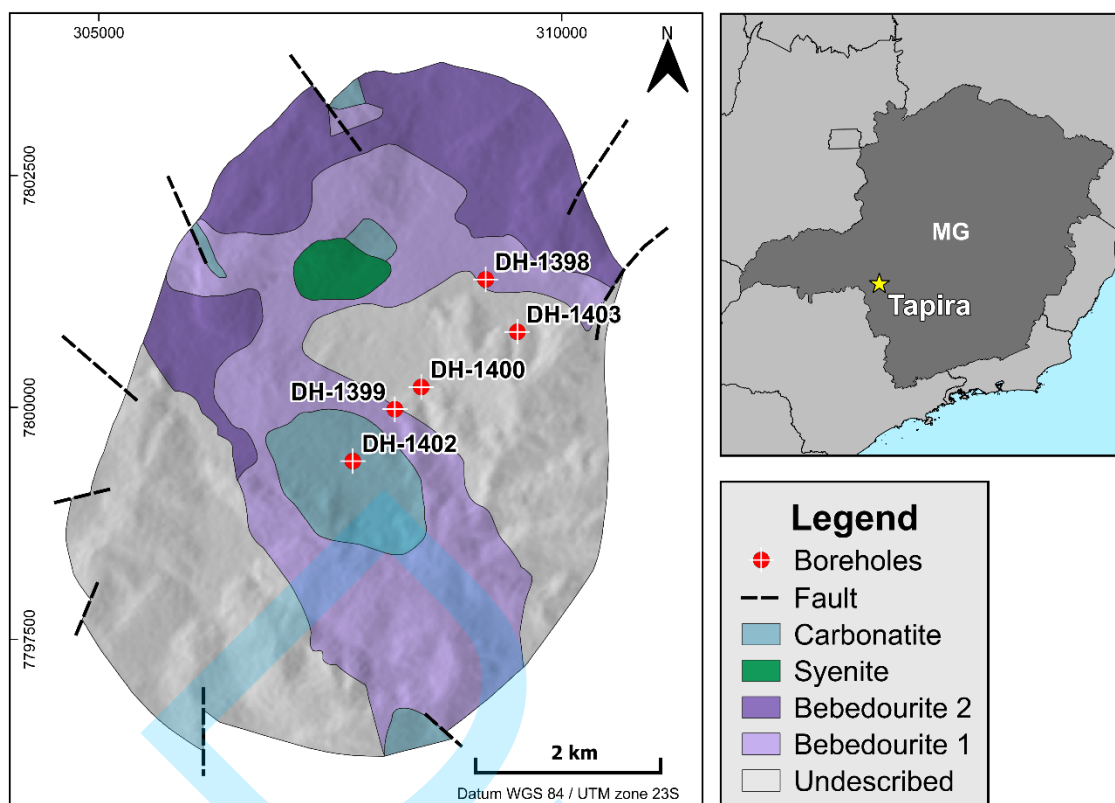 305000
310000
N
7802500
7800000
7797500
DH-1398
DH-1403
DH-1400
DH-1399
DH-1402
2 km
Datum WGS 84 / UTM zone 23S
MG
Tapira
Legend
Boreholes
Fault
Carbonatite
Syenite
Bebedourite 2
Bebedourite 1
Undescribed